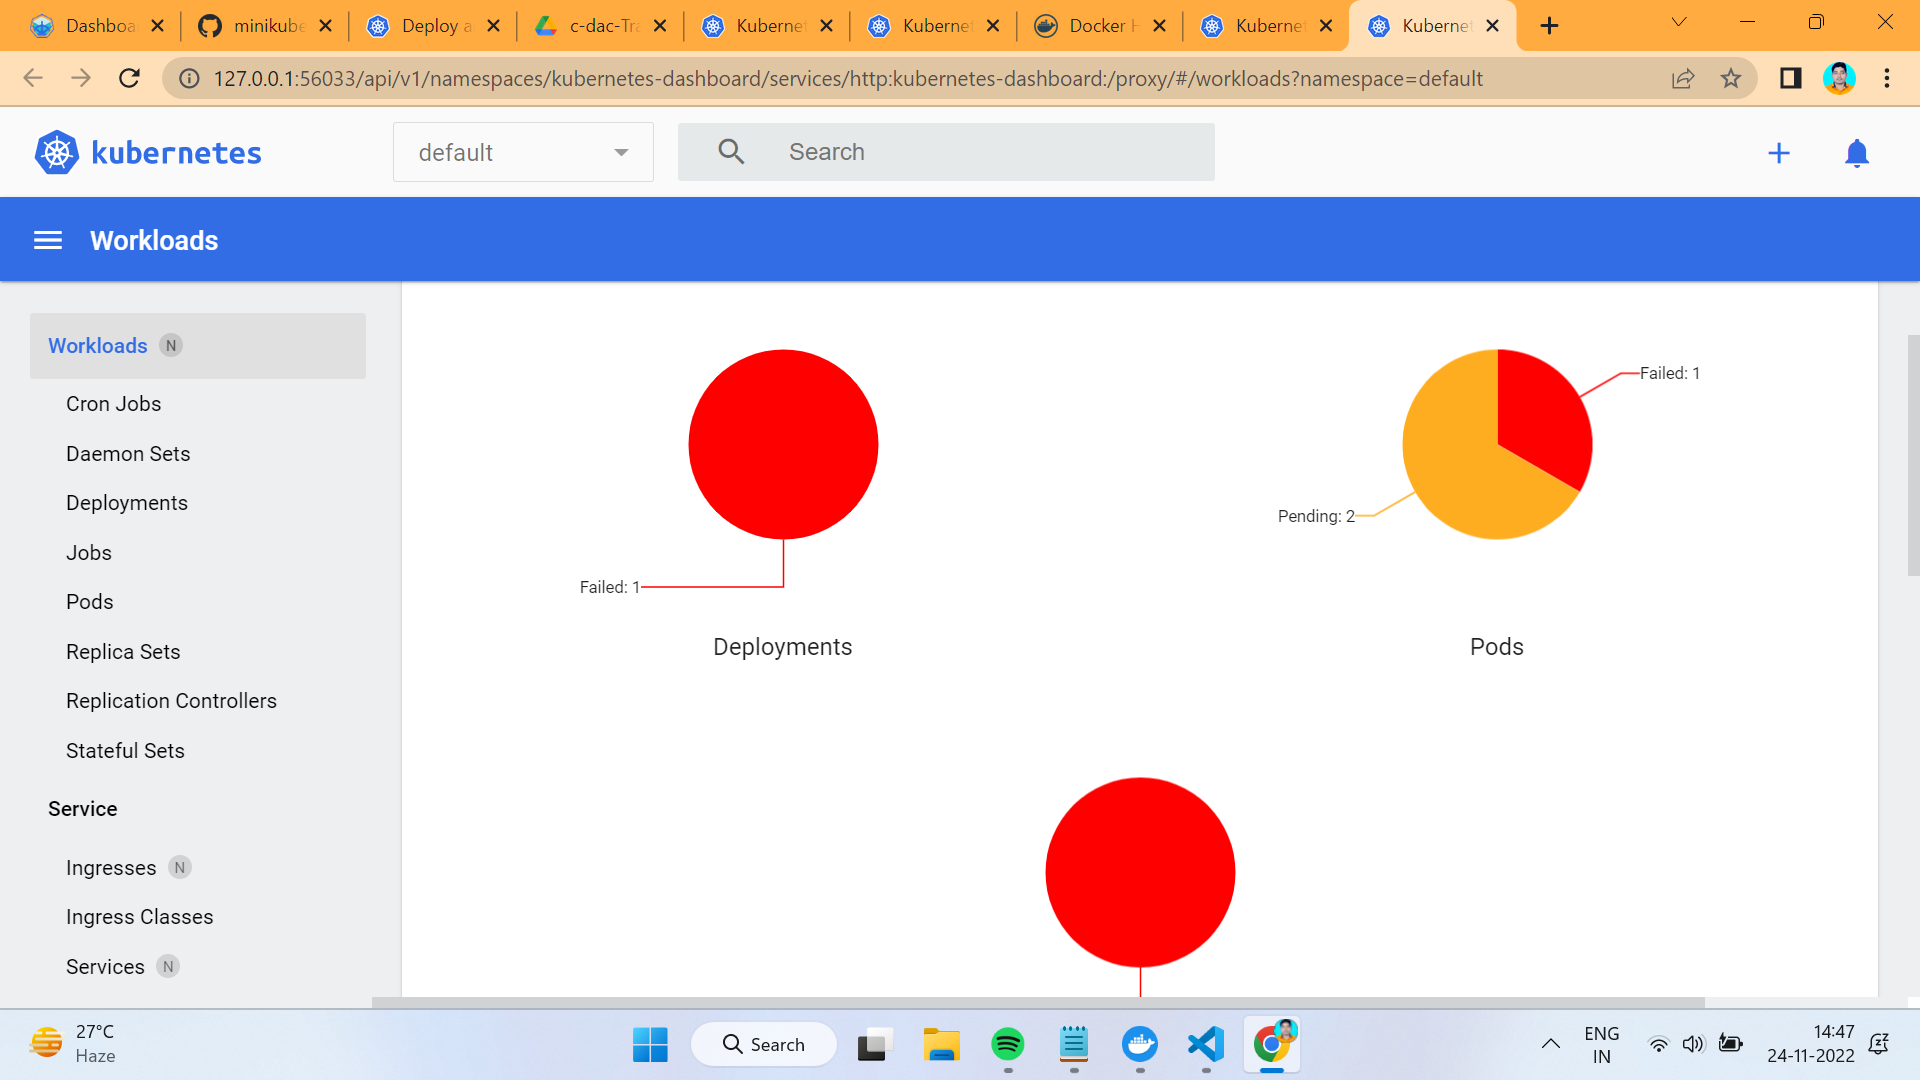 Dashboa
minikube
Deploy a
c-dac-Tra
Kubernet
Kubernet
Docker H
Kubernet
Kubernet
127.0.0.1:56033/api/v1/namespaces/kubernetes-dashboard/services/http:kubernetes-dashboard:/proxy/#/workloads?namespace=default
kubernetes
default
Search
Workloads
Workloads N
Cron Jobs
Daemon Sets
Deployments
Jobs
Pods
Replica Sets
Replication Controllers
Stateful Sets
Service
Ingresses N
Ingress Classes
Services N
Failed: 1
Deployments
Failed: 1
Pending: 2
Pods
27°C
Haze
Search
ENG
IN
14:47
24-11-2022